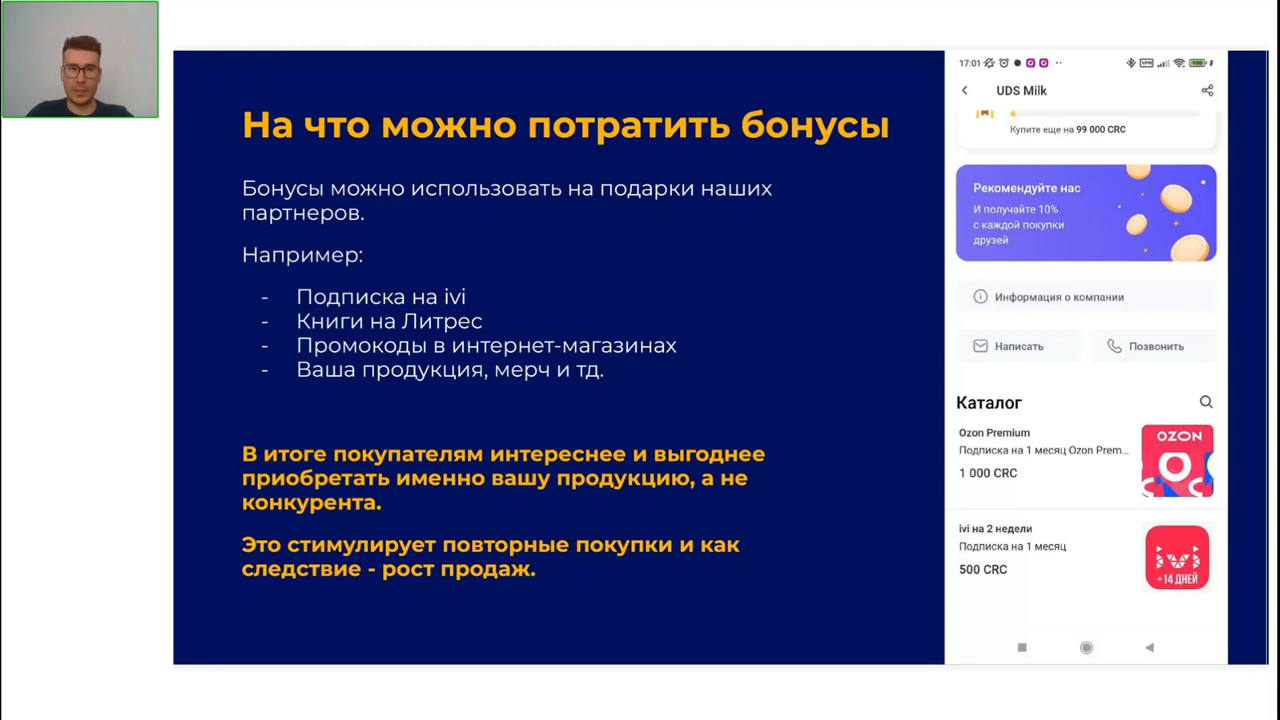 На что можно потратить бонусы
Бонусы можно использовать на подарки наших
партнеров.
Например:
- Подписка на ivi
- Книги на Литрес
- Промокоды в интернет-магазинах
- Ваша продукция, мерч и тд.
В итоге покупателям интереснее и выгоднее
приобретать именно вашу продукцию, а не
конкурента.
Это стимулирует повторные покупки и как
следствие - рост продаж.
17:01
UDS Milk
Купите еще на 99 000 CRC
Рекомендуйте нас
И получайте 10%
с каждой покупки
друзей
Информация о компании
Написать
Позвонить
Каталог
Ozon Premium
Подписка на 1 месяц Ozon Prem...
1 000 CRC
OZON
ivi на 2 недели
Подписка на 1 месяц
500 CRC
ivi
+14 ДНЕЙ